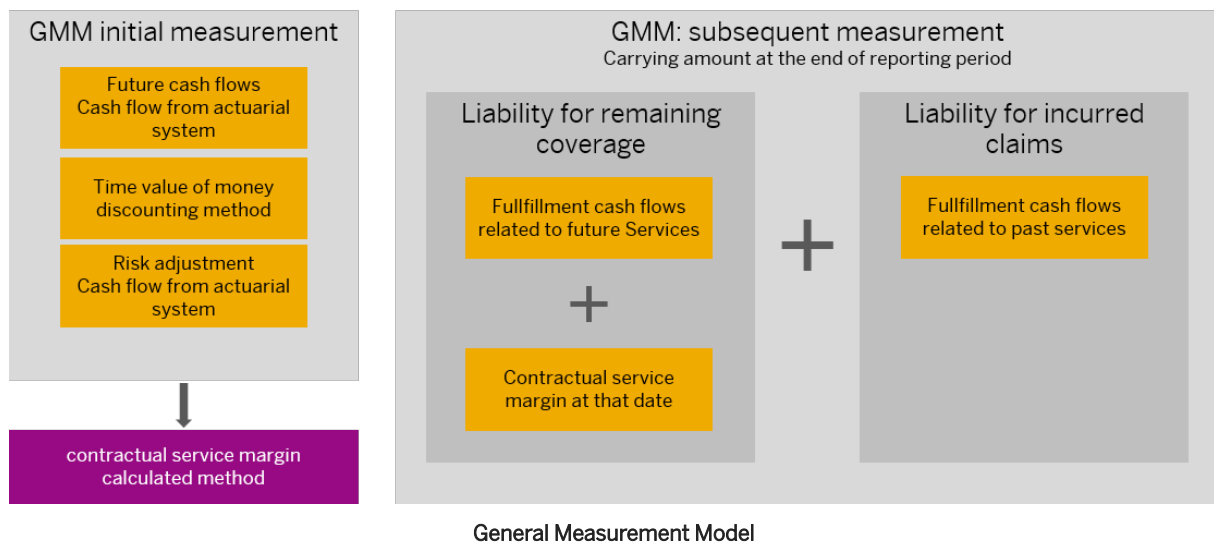 GMM initial measurement
Future cash flows
Cash flow from actuarial
system
Time value of money
discounting method
Risk adjustment
Cash flow from actuarial
system
contractual service margin
calculated method
GMM: subsequent measurement
Carrying amount at the end of reporting period
Liability for remaining
coverage
Fullfillment cash flows
related to future Services
+
Contractual service
margin at that date
+
Liability for incurred
claims
Fullfillment cash flows
related to past services
General Measurement Model